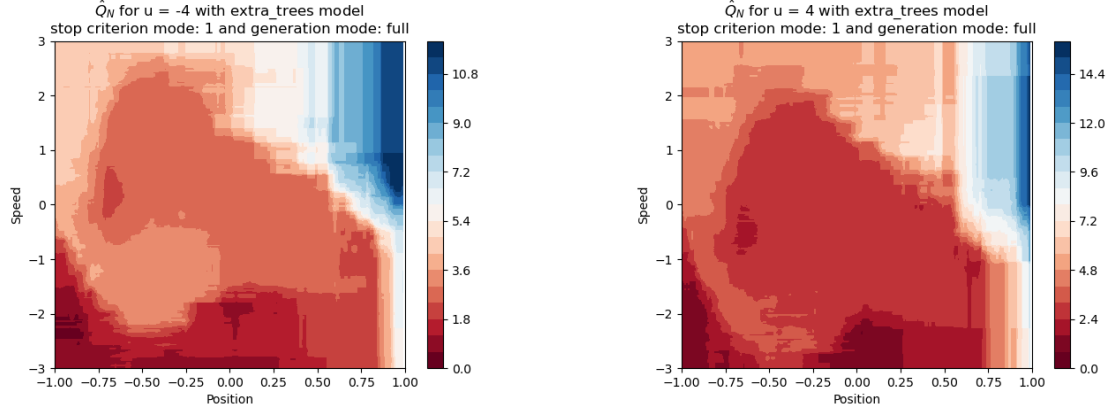 Q̂_N for u = -4 with extra_trees model
stop criterion mode: 1 and generation mode: full
3
2
1
0
−1
−2
−3
Speed
−1.00 −0.75 −0.50 −0.25 0.00 0.25 0.50 0.75 1.00
Position
10.8
9.0
7.2
5.4
3.6
1.8
0.0
Q̂_N for u = 4 with extra_trees model
stop criterion mode: 1 and generation mode: full
3
2
1
0
−1
−2
−3
Speed
−1.00 −0.75 −0.50 −0.25 0.00 0.25 0.50 0.75 1.00
Position
14.4
12.0
9.6
7.2
4.8
2.4
0.0